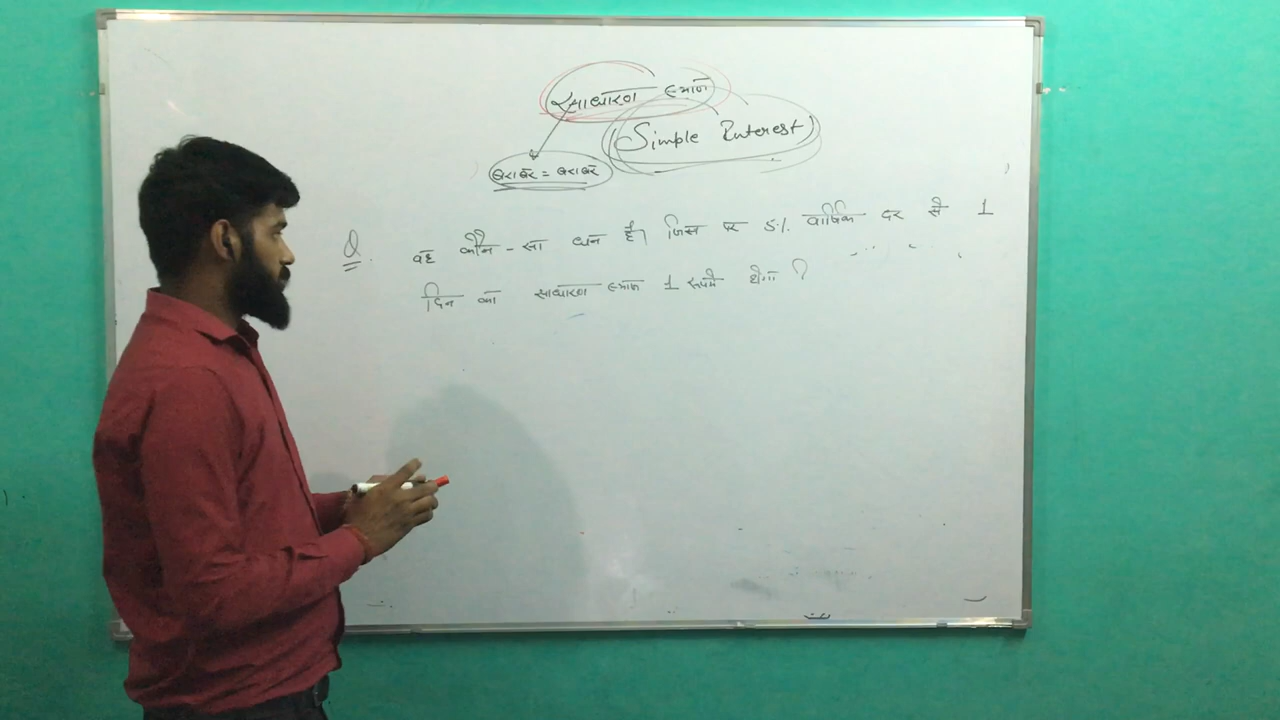 साधारण ब्याज
(Simple Interest)
बराबर = बराबर
Q. वह कौन-सा धन है। जिस पर 5% वार्षिक दर से 1
दिन का साधारण ब्याज 1 रूपये होगा ?